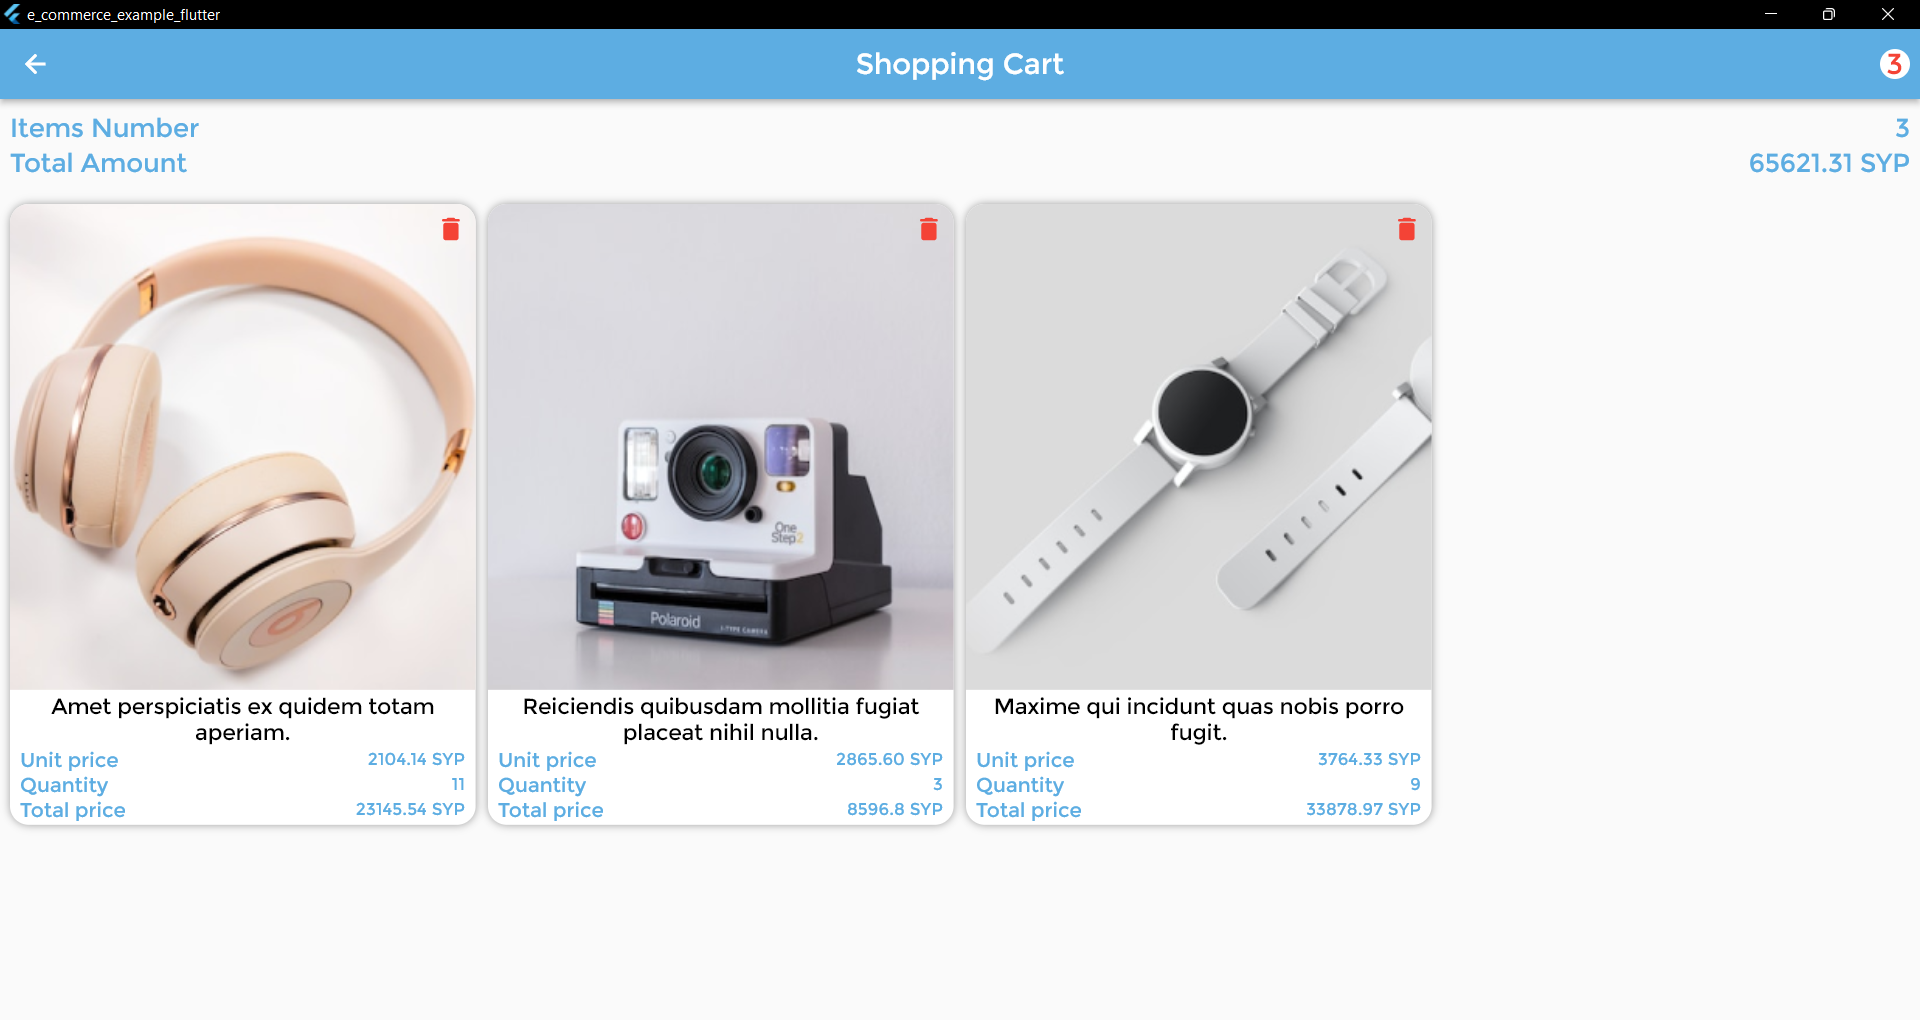 e_commerce_example_flutter
Shopping Cart
3
Items Number
3
Total Amount
65621.31 SYP
One
Step2
Polaroid
i-TYPE CAMERA
Amet perspiciatis ex quidem totam
aperiam.
Unit price
2104.14 SYP
Quantity
11
Total price
23145.54 SYP
Reiciendis quibusdam mollitia fugiat
placeat nihil nulla.
Unit price
2865.60 SYP
Quantity
3
Total price
8596.8 SYP
Maxime qui incidunt quas nobis porro
fugit.
Unit price
3764.33 SYP
Quantity
9
Total price
33878.97 SYP